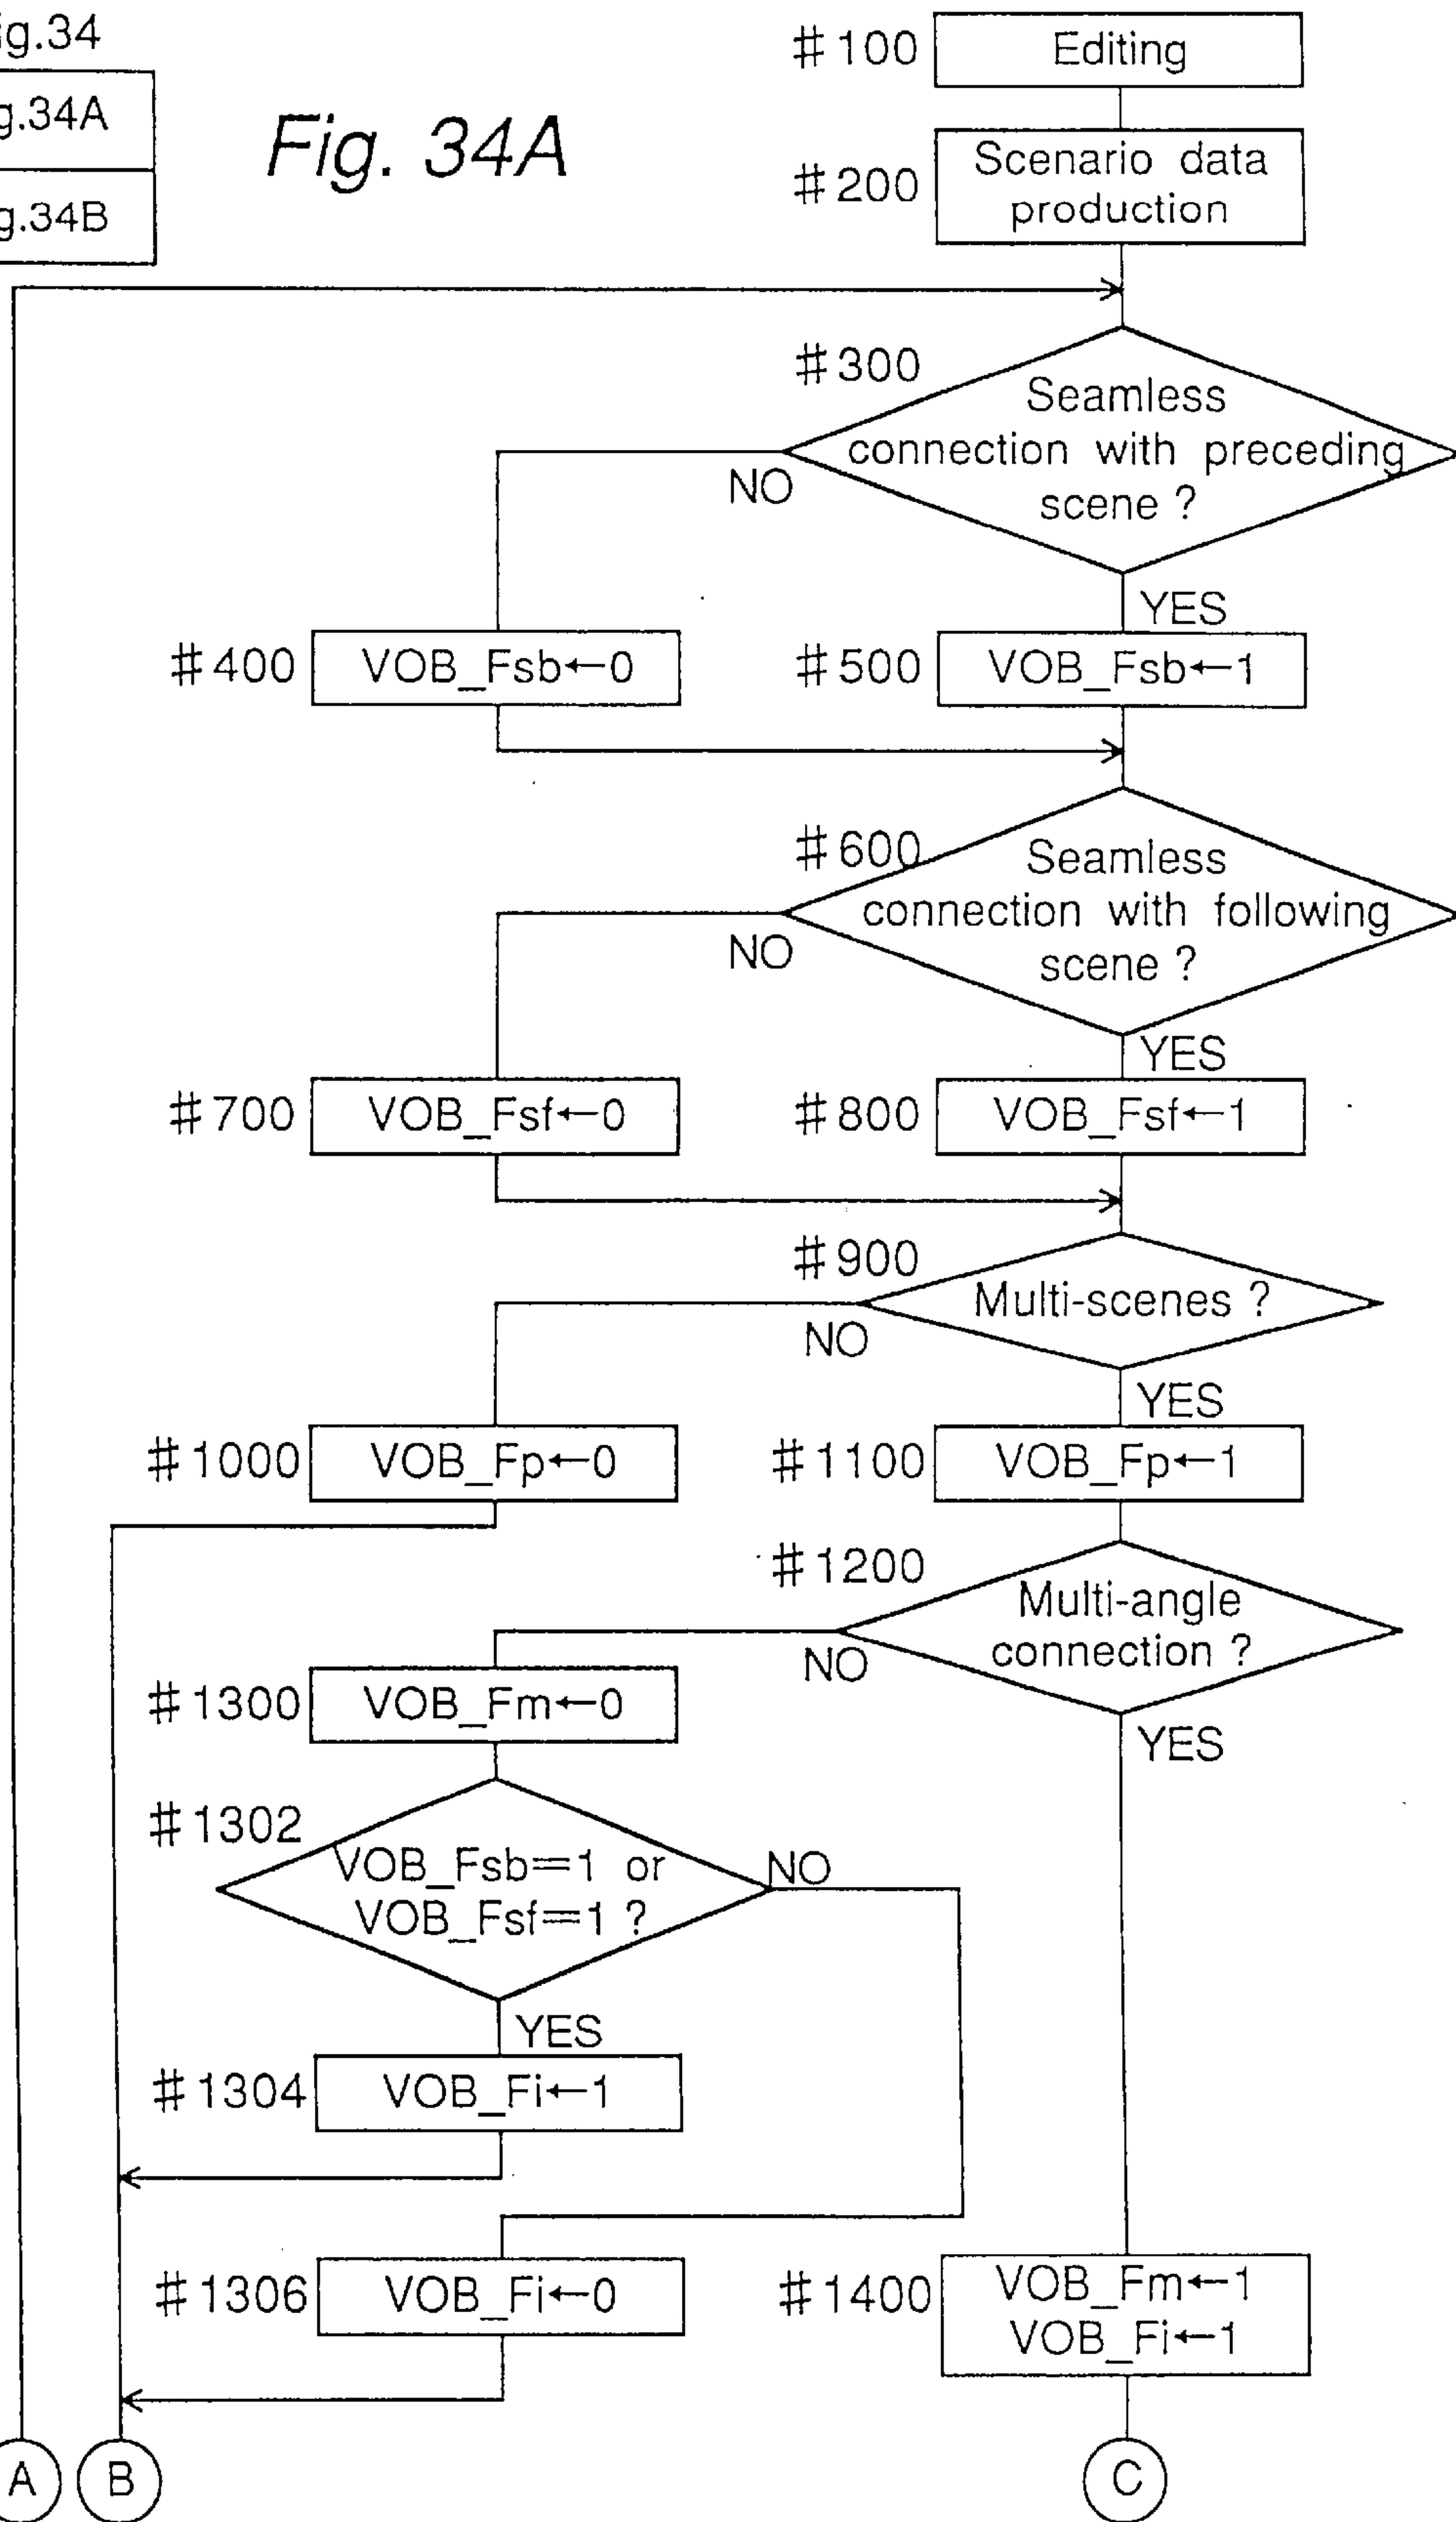 ig.34
g.34A
g.34B
Fig. 34A
#100
Editing
#200
Scenario data
production
#300
Seamless
connection with preceding
scene ?
NO
YES
#400
VOB_Fsb←0
#500
VOB_Fsb←1
#600
Seamless
connection with following
scene ?
NO
YES
#700
VOB_Fsf←0
#800
VOB_Fsf←1
#900
Multi-scenes ?
NO
YES
#1000
VOB_Fp←0
#1100
VOB_Fp←1
#1200
Multi-angle
connection ?
NO
YES
#1300
VOB_Fm←0
#1302
VOB_Fsb=1 or
VOB_Fsf=1 ?
NO
YES
#1304
VOB_Fi←1
#1306
VOB_Fi←0
#1400
VOB_Fm←1
VOB_Fi←1
A
B
C